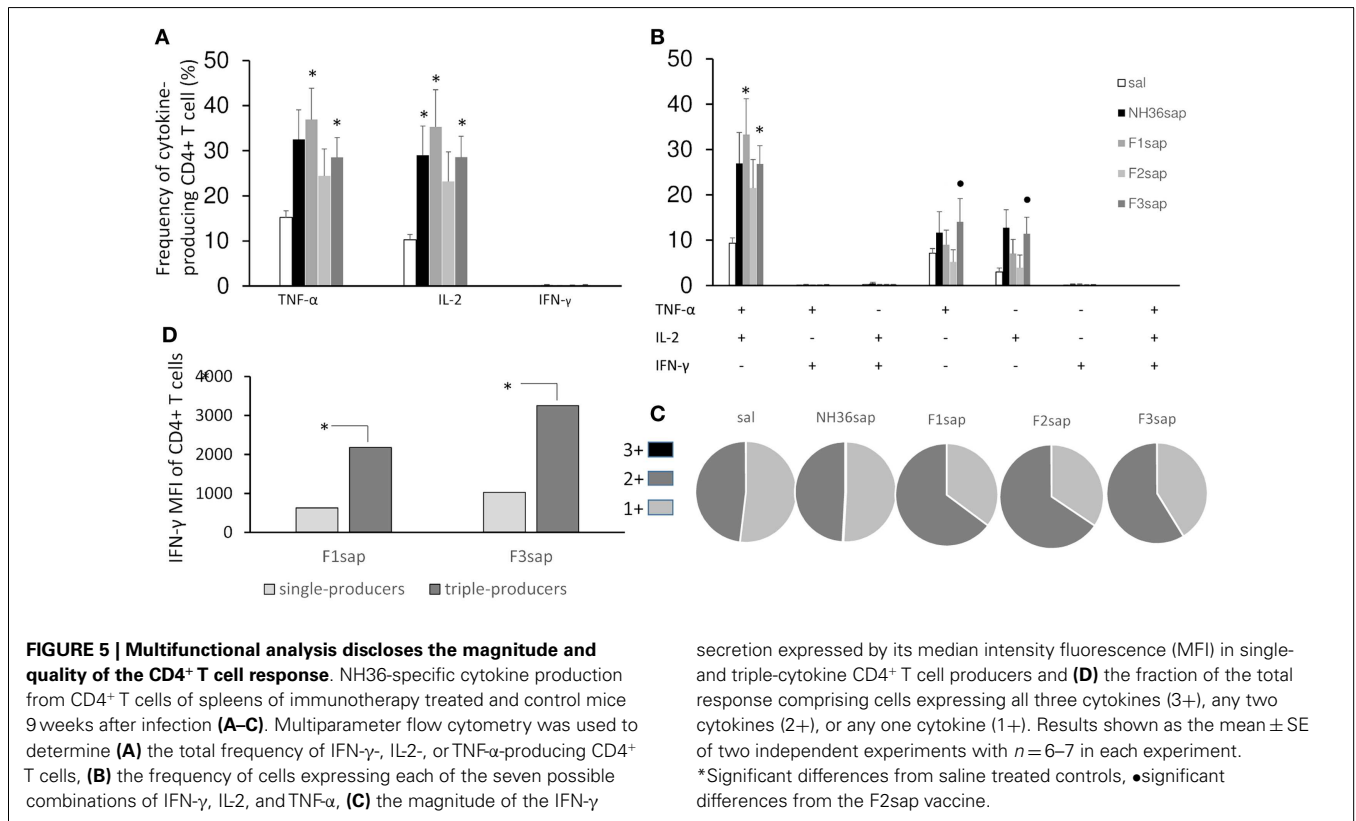 A
Frequency of cytokine-
producing CD4+ T cell (%)
50
40
30
20
10
0
*
*
*
*
*
TNF-α
IL-2
IFN-γ
B
50
40
30
20
10
0
*
*
•
•
sal
NH36sap
F1sap
F2sap
F3sap
TNF-α + + - + - - +
IL-2 + - + - + - +
IFN-γ - + + - - + +
D
IFN-γ MFI of CD4+ T cells
*
4000
3000
2000
1000
0
*
*
F1sap
F3sap
single-producers
triple-producers
C
sal
NH36sap
F1sap
F2sap
F3sap
3+
2+
1+
FIGURE 5 | Multifunctional analysis discloses the magnitude and
quality of the CD4+ T cell response. NH36-specific cytokine production
from CD4+ T cells of spleens of immunotherapy treated and control mice
9 weeks after infection (A–C). Multiparameter flow cytometry was used to
determine (A) the total frequency of IFN-γ-, IL-2-, or TNF-α-producing CD4+
T cells, (B) the frequency of cells expressing each of the seven possible
combinations of IFN-γ, IL-2, and TNF-α, (C) the magnitude of the IFN-γ
secretion expressed by its median intensity fluorescence (MFI) in single-
and triple-cytokine CD4+ T cell producers and (D) the fraction of the total
response comprising cells expressing all three cytokines (3+), any two
cytokines (2+), or any one cytokine (1+). Results shown as the mean ± SE
of two independent experiments with n = 6–7 in each experiment.
*Significant differences from saline treated controls, •significant
differences from the F2sap vaccine.